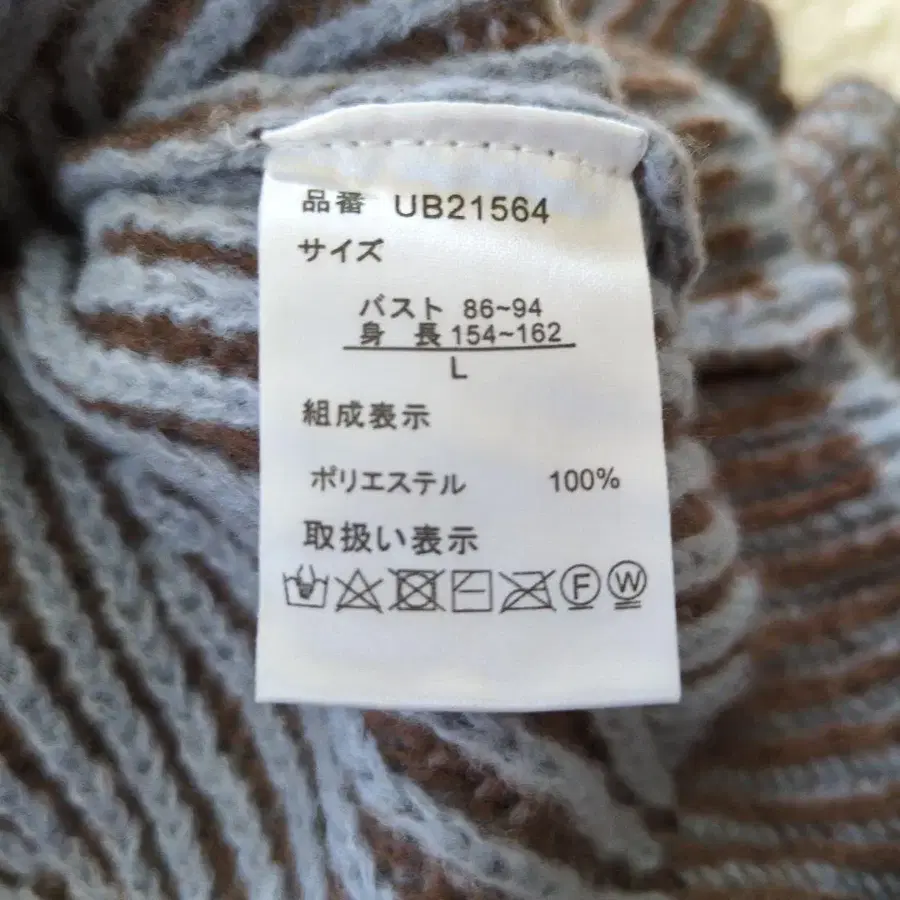 品番 UB21564
サイズ
バスト 86~94
身 長 154~162
L
組成表示
ポリエステル 100%
取扱い表示
F W